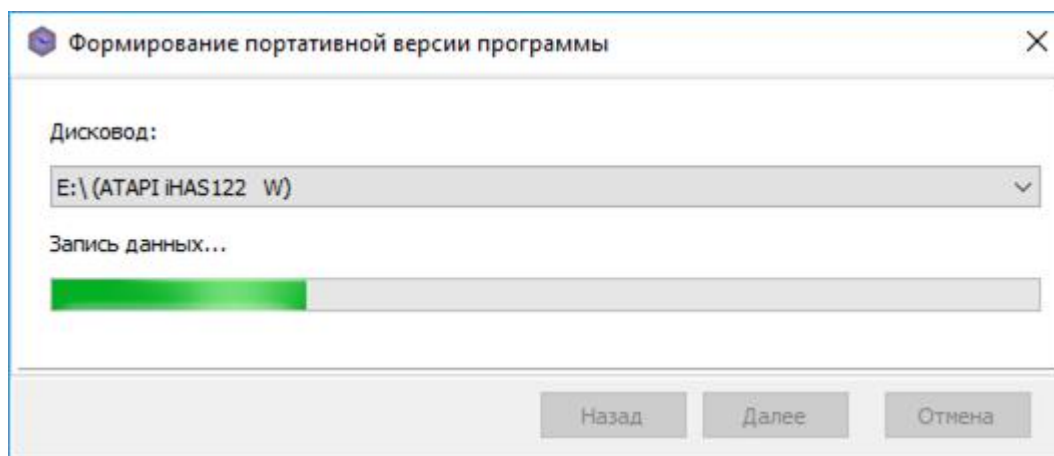 Формирование портативной версии программы
Дисковод:
E:\ (ATAPI iHAS122   W)
Запись данных...
Назад Далее Отмена